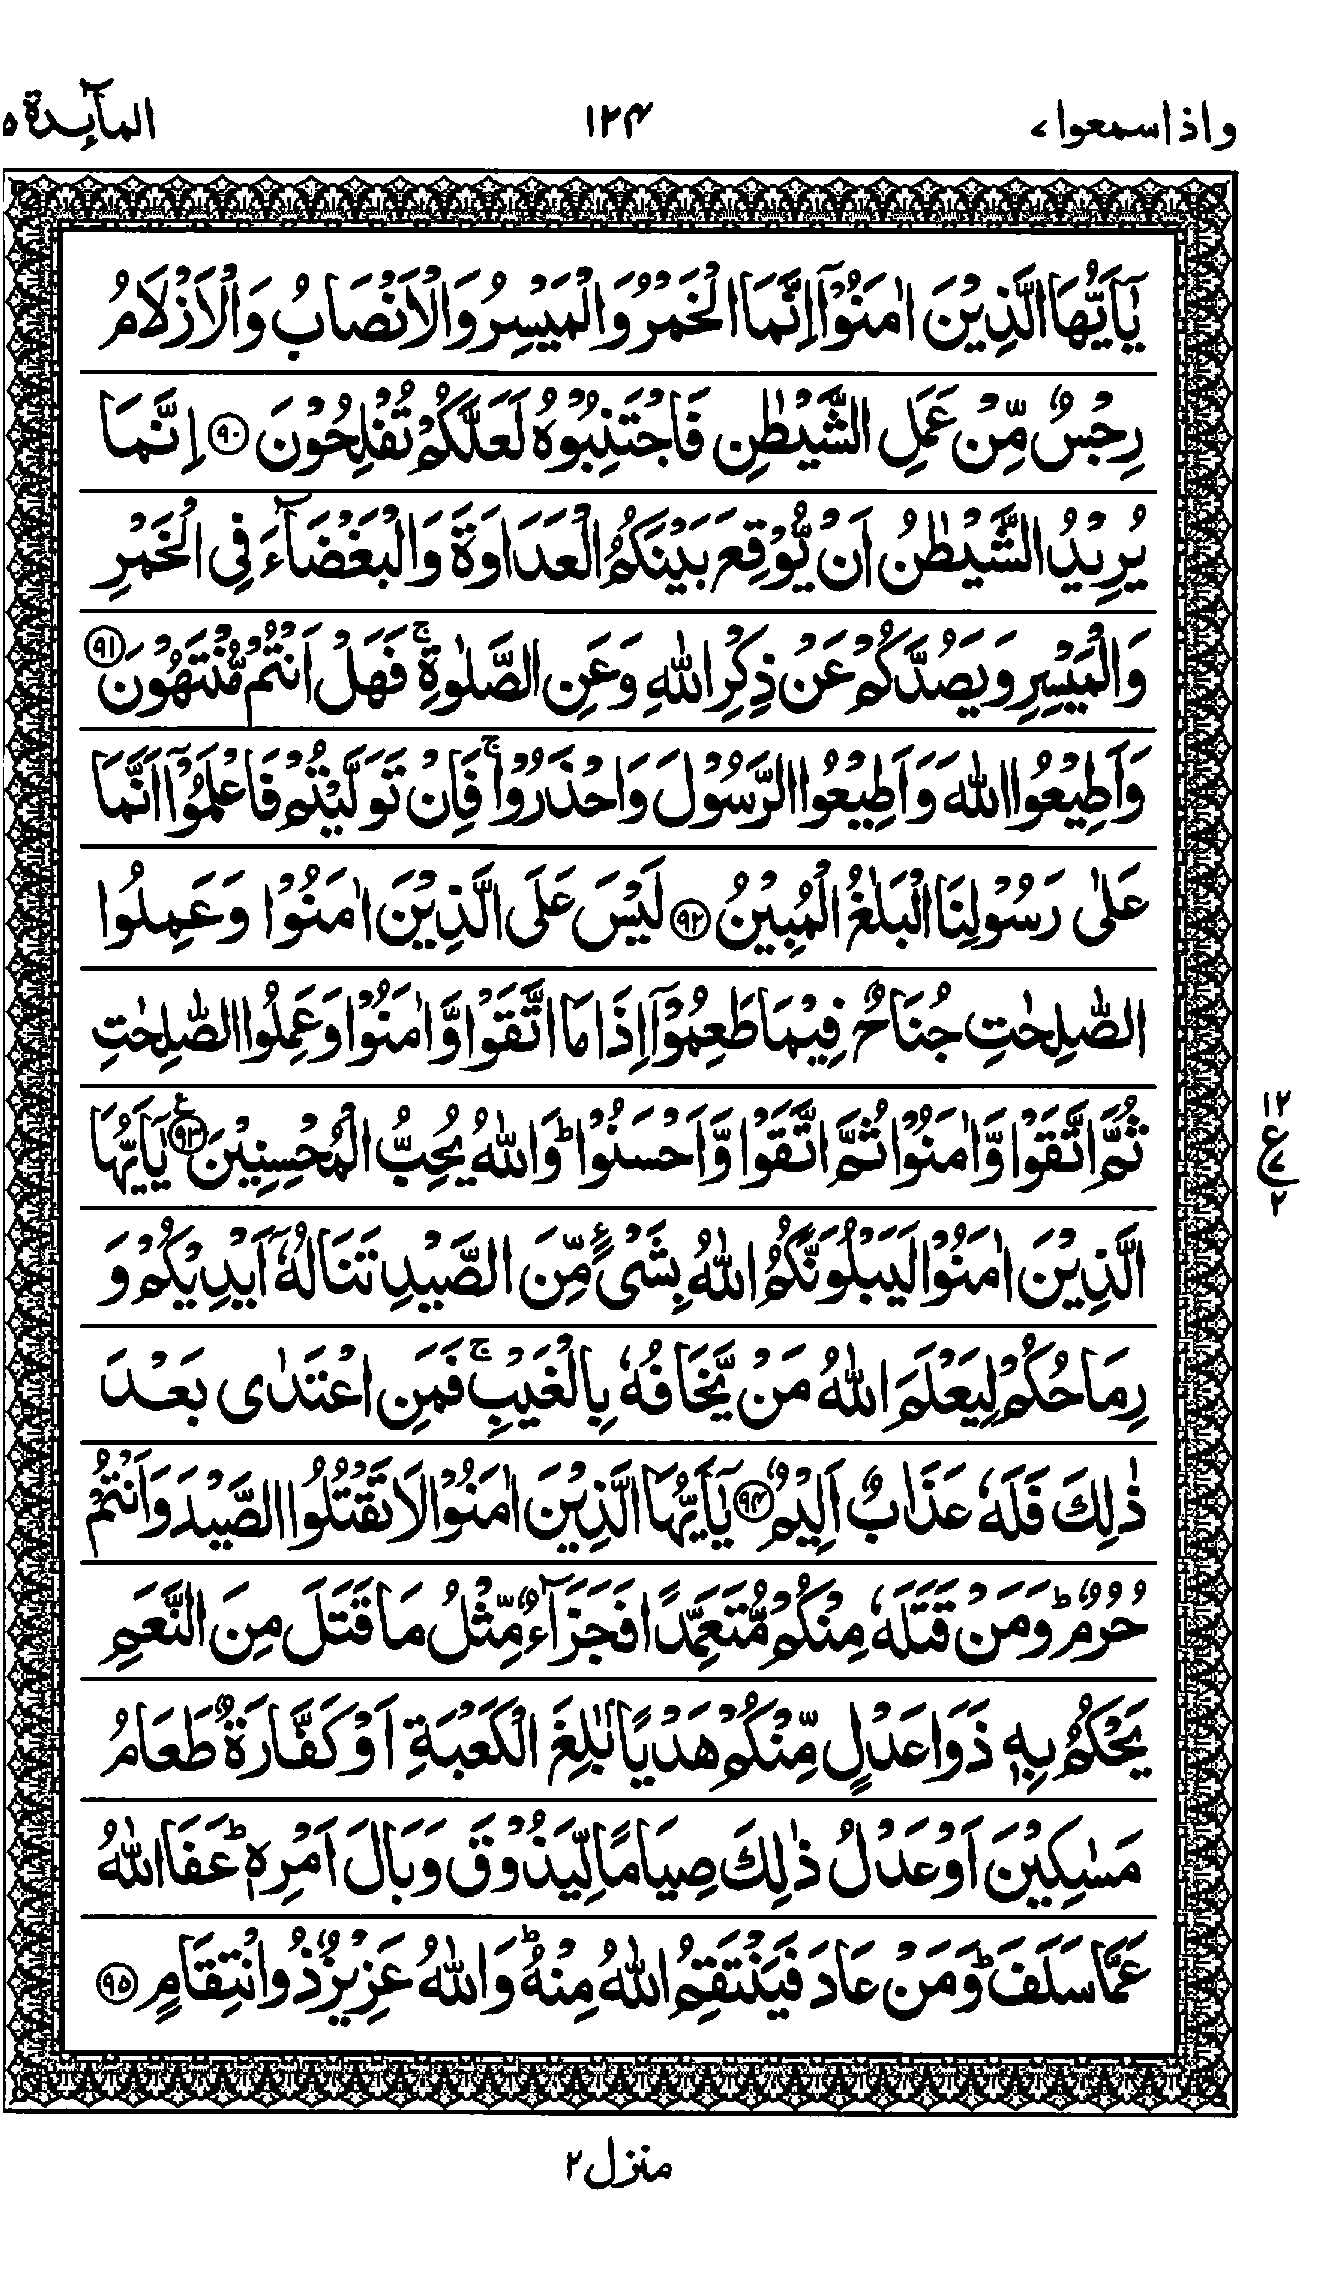 واذاسمعوا ٧
١٢٤
المآئدة ٥
يٰۤاَيُّهَا الَّذِيْنَ اٰمَنُوْۤا اِنَّمَا الْخَمْرُ وَالْمَيْسِرُ وَالْاَنْصَابُ وَالْاَزْلَامُ
رِجْسٌ مِّنْ عَمَلِ الشَّيْطٰنِ فَاجْتَنِبُوْهُ لَعَلَّكُمْ تُفْلِحُوْنَ ﴿٩٠﴾ اِنَّمَا
يُرِيْدُ الشَّيْطٰنُ اَنْ يُّوْقِعَ بَيْنَكُمُ الْعَدَاوَةَ وَالْبَغْضَآءَ فِى الْخَمْرِ
وَالْمَيْسِرِ وَيَصُدَّكُمْ عَنْ ذِكْرِ اللّٰهِ وَعَنِ الصَّلٰوةِ ۚ فَهَلْ اَنْتُمْ مُّنْتَهُوْنَ ﴿٩١﴾
وَاَطِيْعُوا اللّٰهَ وَاَطِيْعُوا الرَّسُوْلَ وَاحْذَرُوْا ۚ فَاِنْ تَوَلَّيْتُمْ فَاعْلَمُوْۤا اَنَّمَا
عَلٰى رَسُوْلِنَا الْبَلٰغُ الْمُبِيْنُ ﴿٩٢﴾ لَيْسَ عَلَى الَّذِيْنَ اٰمَنُوْا وَعَمِلُوا
الصّٰلِحٰتِ جُنَاحٌ فِيْمَا طَعِمُوْۤا اِذَا مَا اتَّقَوْا وَّاٰمَنُوْا وَعَمِلُوا الصّٰلِحٰتِ
ثُمَّ اتَّقَوْا وَّاٰمَنُوْا ثُمَّ اتَّقَوْا وَّاَحْسَنُوْا ؕ وَاللّٰهُ يُحِبُّ الْمُحْسِنِيْنَ ﴿٩٣﴾ ع يٰۤاَيُّهَا
الَّذِيْنَ اٰمَنُوْا لَيَبْلُوَنَّكُمُ اللّٰهُ بِشَىْءٍ مِّنَ الصَّيْدِ تَنَالُهٗۤ اَيْدِيْكُمْ وَ
رِمَاحُكُمْ لِيَعْلَمَ اللّٰهُ مَنْ يَّخَافُهٗ بِالْغَيْبِ ۚ فَمَنِ اعْتَدٰى بَعْدَ
ذٰلِكَ فَلَهٗ عَذَابٌ اَلِيْمٌ ﴿٩٤﴾ يٰۤاَيُّهَا الَّذِيْنَ اٰمَنُوْا لَا تَقْتُلُوا الصَّيْدَ وَاَنْتُمْ
حُرُمٌ ؕ وَمَنْ قَتَلَهٗ مِنْكُمْ مُّتَعَمِّدًا فَجَزَآءٌ مِّثْلُ مَا قَتَلَ مِنَ النَّعَمِ
يَحْكُمُ بِهٖ ذَوَا عَدْلٍ مِّنْكُمْ هَدْيًۢا بٰلِغَ الْكَعْبَةِ اَوْ كَفَّارَةٌ طَعَامُ
مَسٰكِيْنَ اَوْ عَدْلُ ذٰلِكَ صِيَامًا لِّيَذُوْقَ وَبَالَ اَمْرِهٖ ؕ عَفَا اللّٰهُ
عَمَّا سَلَفَ ؕ وَمَنْ عَادَ فَيَنْتَقِمُ اللّٰهُ مِنْهُ ؕ وَاللّٰهُ عَزِيْزٌ ذُو انْتِقَامٍ ﴿٩٥﴾
١٢
ع ٧
٢
منزل ٢